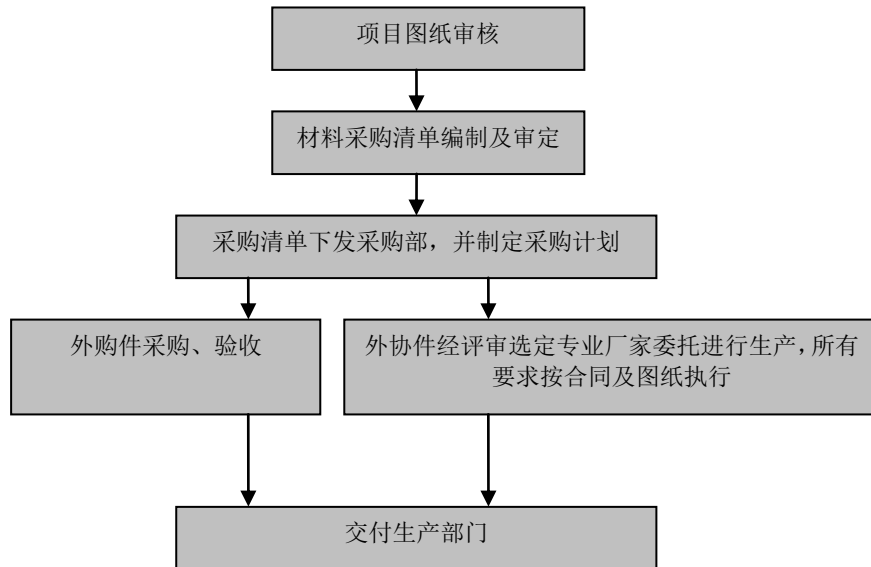 项目图纸审核
材料采购清单编制及审定
采购清单下发采购部，并制定采购计划
外购件采购、验收
外协件经评审选定专业厂家委托进行生产，所有
要求按合同及图纸执行
交付生产部门